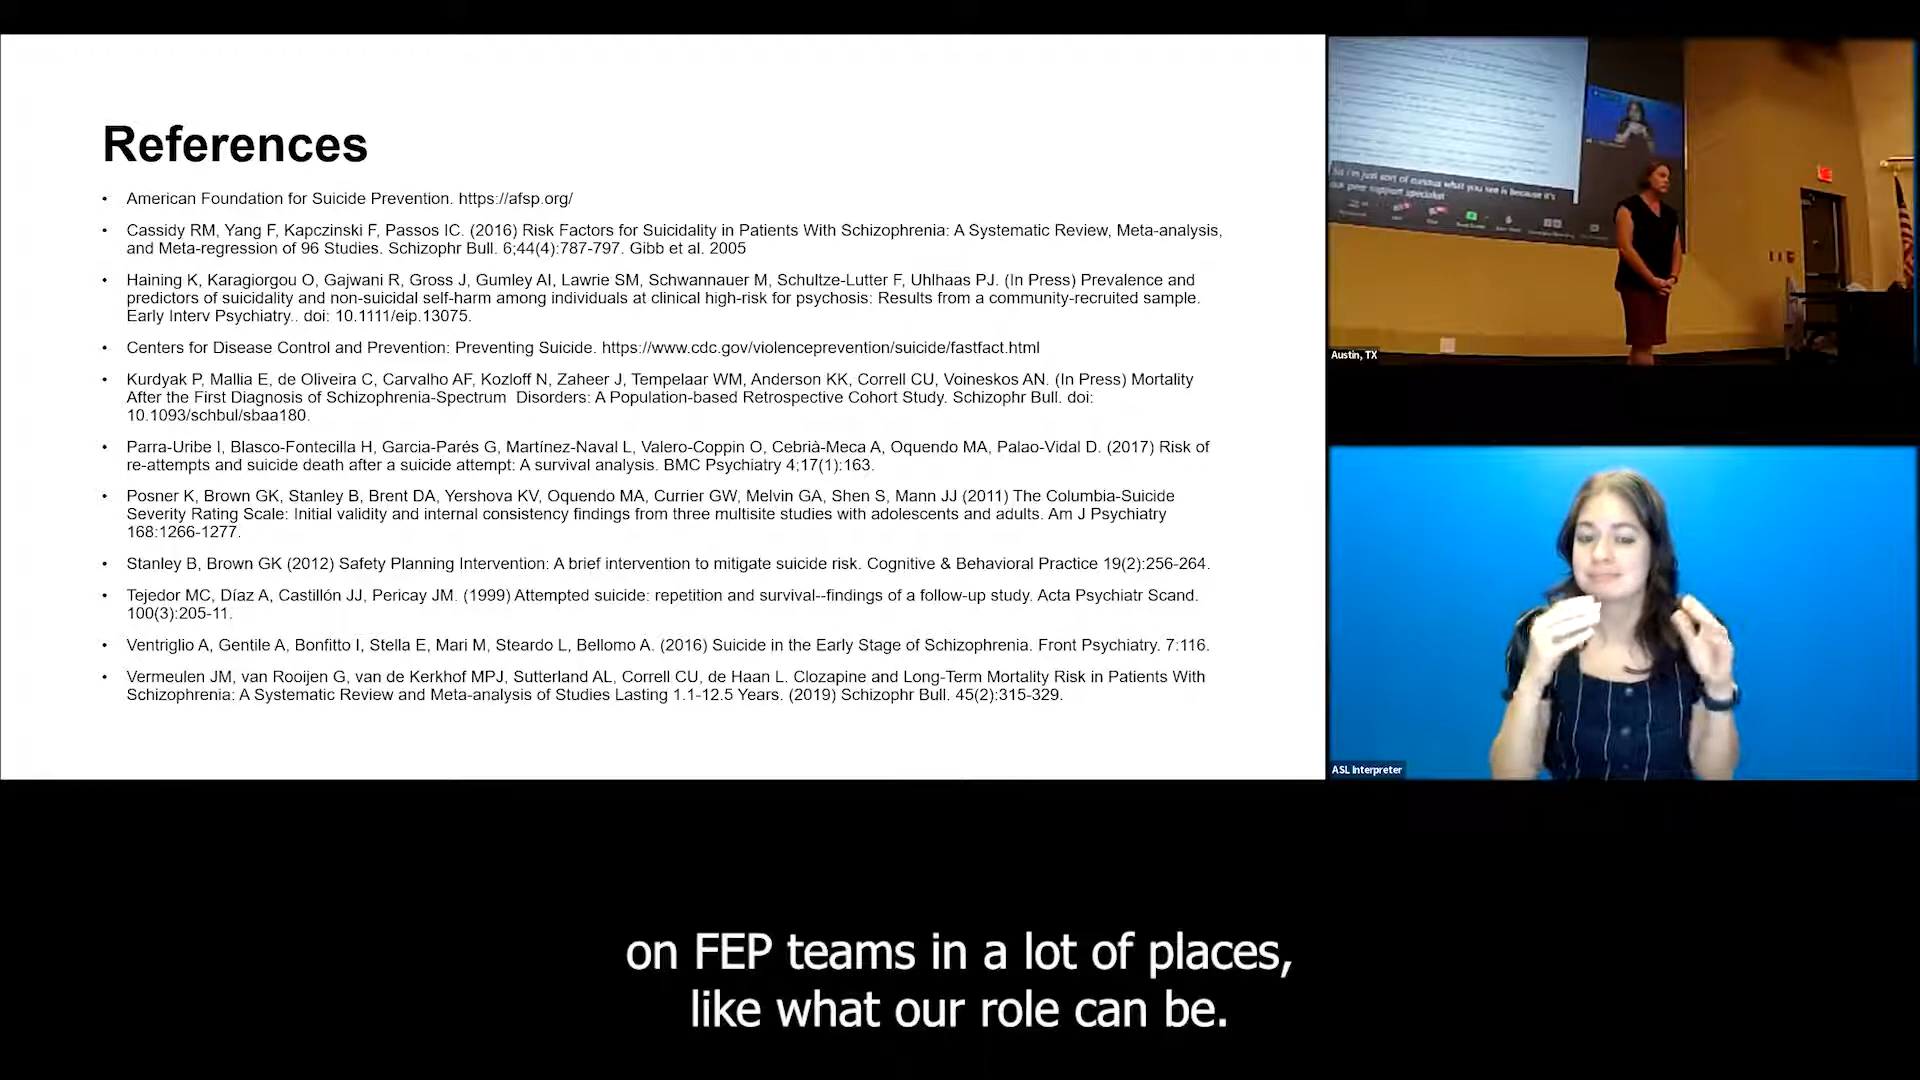 References
• American Foundation for Suicide Prevention. https://afsp.org/
• Cassidy RM, Yang F, Kapczinski F, Passos IC. (2016) Risk Factors for Suicidality in Patients With Schizophrenia: A Systematic Review, Meta-analysis,
and Meta-regression of 96 Studies. Schizophr Bull. 6;44(4):787-797. Gibb et al. 2005
• Haining K, Karagiorgou O, Gajwani R, Gross J, Gumley AI, Lawrie SM, Schwannauer M, Schultze-Lutter F, Uhlhaas PJ. (In Press) Prevalence and
predictors of suicidality and non-suicidal self-harm among individuals at clinical high-risk for psychosis: Results from a community-recruited sample.
Early Interv Psychiatry.. doi: 10.1111/eip.13075.
• Centers for Disease Control and Prevention: Preventing Suicide. https://www.cdc.gov/violenceprevention/suicide/fastfact.html
• Kurdyak P, Mallia E, de Oliveira C, Carvalho AF, Kozloff N, Zaheer J, Tempelaar WM, Anderson KK, Correll CU, Voineskos AN. (In Press) Mortality
After the First Diagnosis of Schizophrenia-Spectrum Disorders: A Population-based Retrospective Cohort Study. Schizophr Bull. doi:
10.1093/schbul/sbaa180.
• Parra-Uribe I, Blasco-Fontecilla H, Garcia-Parés G, Martínez-Naval L, Valero-Coppin O, Cebrià-Meca A, Oquendo MA, Palao-Vidal D. (2017) Risk of
re-attempts and suicide death after a suicide attempt: A survival analysis. BMC Psychiatry 4;17(1):163.
• Posner K, Brown GK, Stanley B, Brent DA, Yershova KV, Oquendo MA, Currier GW, Melvin GA, Shen S, Mann JJ (2011) The Columbia-Suicide
Severity Rating Scale: Initial validity and internal consistency findings from three multisite studies with adolescents and adults. Am J Psychiatry
168:1266-1277.
• Stanley B, Brown GK (2012) Safety Planning Intervention: A brief intervention to mitigate suicide risk. Cognitive & Behavioral Practice 19(2):256-264.
• Tejedor MC, Díaz A, Castillón JJ, Pericay JM. (1999) Attempted suicide: repetition and survival--findings of a follow-up study. Acta Psychiatr Scand.
100(3):205-11.
• Ventriglio A, Gentile A, Bonfitto I, Stella E, Mari M, Steardo L, Bellomo A. (2016) Suicide in the Early Stage of Schizophrenia. Front Psychiatry. 7:116.
• Vermeulen JM, van Rooijen G, van de Kerkhof MPJ, Sutterland AL, Correll CU, de Haan L. Clozapine and Long-Term Mortality Risk in Patients With
Schizophrenia: A Systematic Review and Meta-analysis of Studies Lasting 1.1-12.5 Years. (2019) Schizophr Bull. 45(2):315-329.
I'm just sort of curious what you see is because it's
our peer support specialist
Austin, TX
ASL Interpreter
on FEP teams in a lot of places,
like what our role can be.